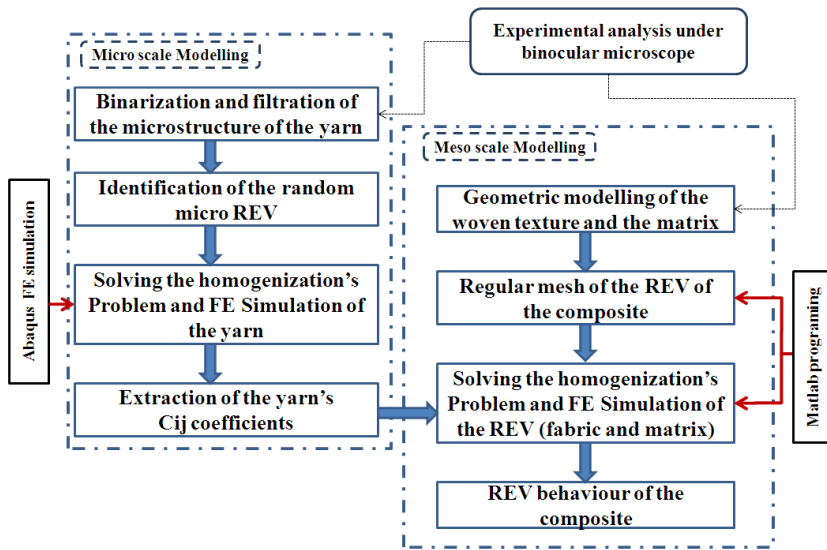 Experimental analysis under
binocular microscope
Micro scale Modelling
Binarization and filtration of
the microstructure of the yarn
Identification of the random
micro REV
Solving the homogenization's
Problem and FE Simulation of
the yarn
Extraction of the yarn's
Cij coefficients
Abaqus FE simulation
Meso scale Modelling
Geometric modelling of the
woven texture and the matrix
Regular mesh of the REV of
the composite
Solving the homogenization's
Problem and FE Simulation of
the REV (fabric and matrix)
REV behaviour of the
composite
Matlab programing